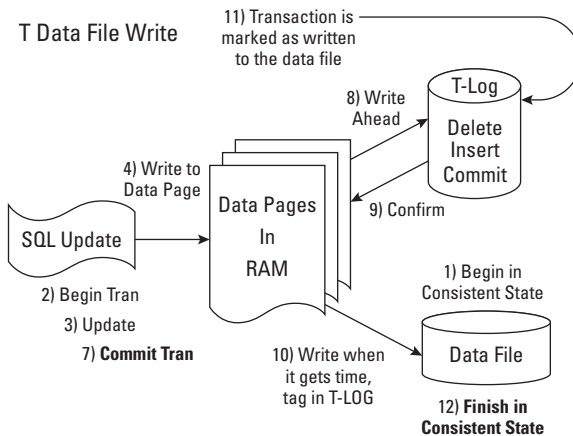 T Data File Write
11) Transaction is
marked as written
to the data file
T-Log
Delete
Insert
Commit
8) Write
Ahead
9) Confirm
4) Write to
Data Page
Data Pages
In
RAM
SQL Update
2) Begin Tran
3) Update
7) Commit Tran
1) Begin in
Consistent State
Data File
10) Write when
it gets time,
tag in T-LOG
12) Finish in
Consistent State